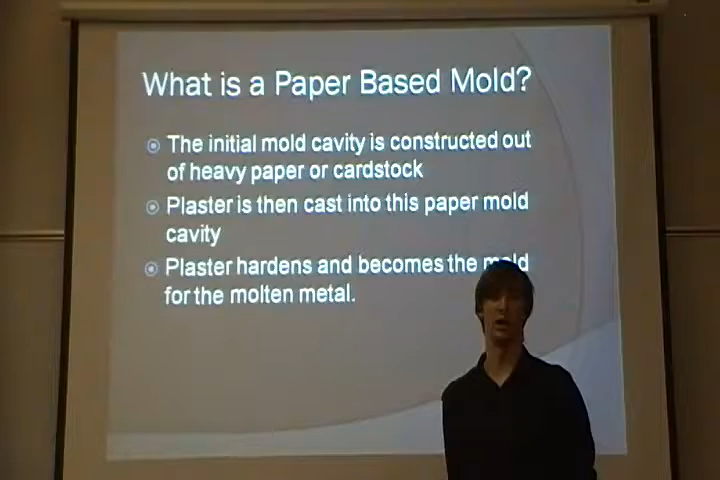 What is a Paper Based Mold?
The initial mold cavity is constructed out
of heavy paper or cardstock
Plaster is then cast into this paper mold
cavity
Plaster hardens and becomes the mold
for the molten metal.